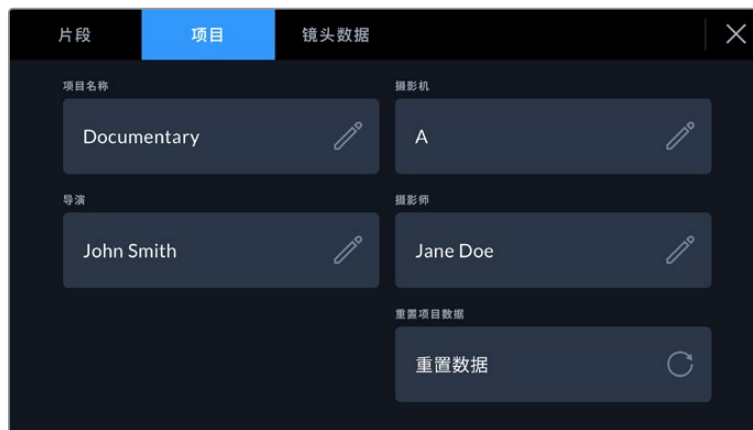 片段 项目 镜头数据
项目名称 摄影机
Documentary A
导演 摄影师
John Smith Jane Doe
重置项目数据
重置数据